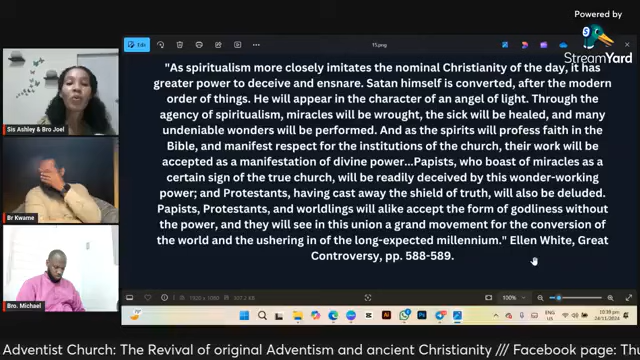 Powered by
StreamYard
Edit
15.png
"As spiritualism more closely imitates the nominal Christianity of the day, it has
greater power to deceive and ensnare. Satan himself is converted, after the modern
order of things. He will appear in the character of an angel of light. Through the
agency of spiritualism, miracles will be wrought, the sick will be healed, and many
undeniable wonders will be performed. And as the spirits will profess faith in the
Bible, and manifest respect for the institutions of the church, their work will be
accepted as a manifestation of divine power...Papists, who boast of miracles as a
certain sign of the true church, will be readily deceived by this wonder-working
power; and Protestants, having cast away the shield of truth, will also be deluded.
Papists, Protestants, and worldlings will alike accept the form of godliness without
the power, and they will see in this union a grand movement for the conversion of
the world and the ushering in of the long-expected millennium." Ellen White, Great
Controversy, pp. 588-589.
Sis Ashley & Bro Joel
Br Kwame
Bro. Michael
100%
ENG
US
24/11/2024
Adventist Church: The Revival of original Adventism and ancient Christianity /// Facebook page: Th